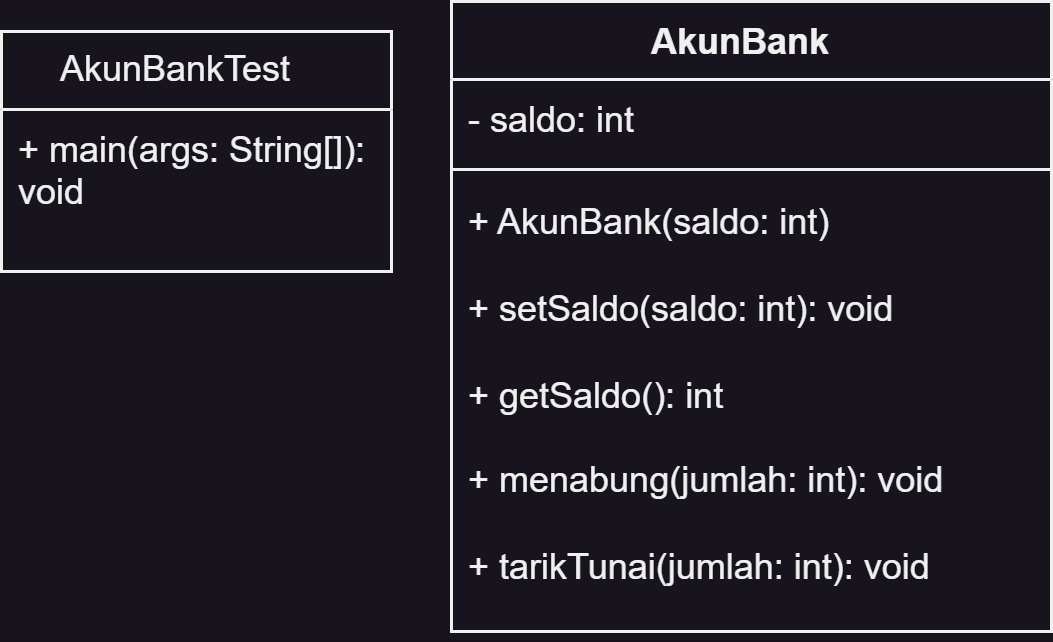 AkunBankTest
+ main(args: String[]):
void
AkunBank
- saldo: int
+ AkunBank(saldo: int)
+ setSaldo(saldo: int): void
+ getSaldo(): int
+ menabung(jumlah: int): void
+ tarikTunai(jumlah: int): void